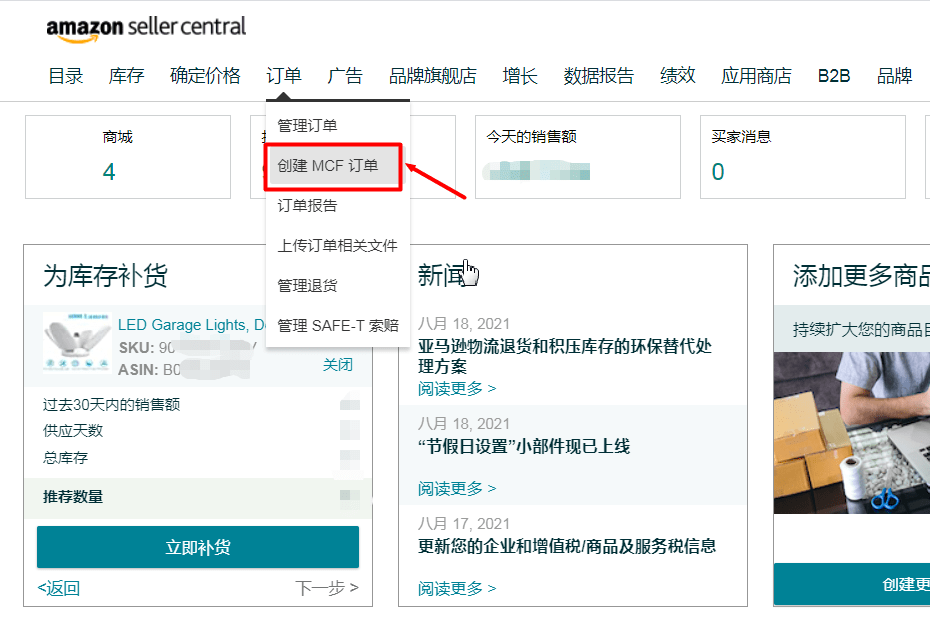 amazon seller central
目录 库存 确定价格 订单 广告 品牌旗舰店 增长 数据报告 绩效 应用商店 B2B 品牌
商城
4
今天的销售额
买家消息
0
管理订单
创建 MCF 订单
订单报告
上传订单相关文件
管理退货
管理 SAFE-T 索赔
为库存补货
LED Garage Lights, D
SKU: 90
ASIN: B0
关闭
过去30天内的销售额
供应天数
总库存
推荐数量
立即补货
<返回 下一步 >
新闻
八月 18, 2021
亚马逊物流退货和积压库存的环保替代处
理方案
阅读更多 >
八月 18, 2021
“节假日设置”小部件现已上线
阅读更多 >
八月 17, 2021
更新您的企业和增值税/商品及服务税信息
阅读更多 >
添加更多商品
持续扩大您的商品目
创建更